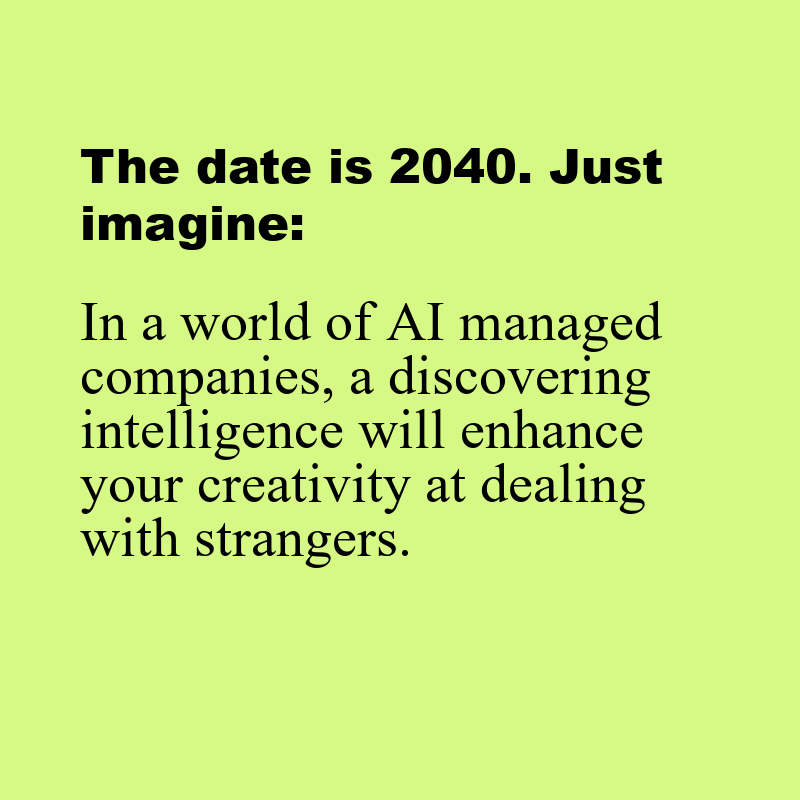 The date is 2040. Just
imagine:
In a world of AI managed
companies, a discovering
intelligence will enhance
your creativity at dealing
with strangers.